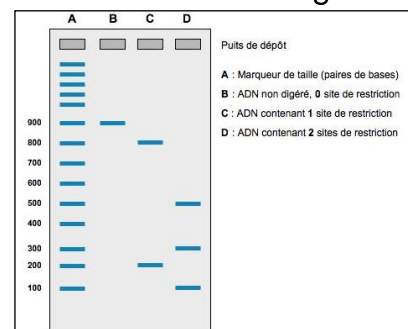 A B C D
Puits de dépôt
A : Marqueur de taille (paires de bases)
B : ADN non digéré, 0 site de restriction
C : ADN contenant 1 site de restriction
D : ADN contenant 2 sites de restriction
900
800
700
600
500
400
300
200
100